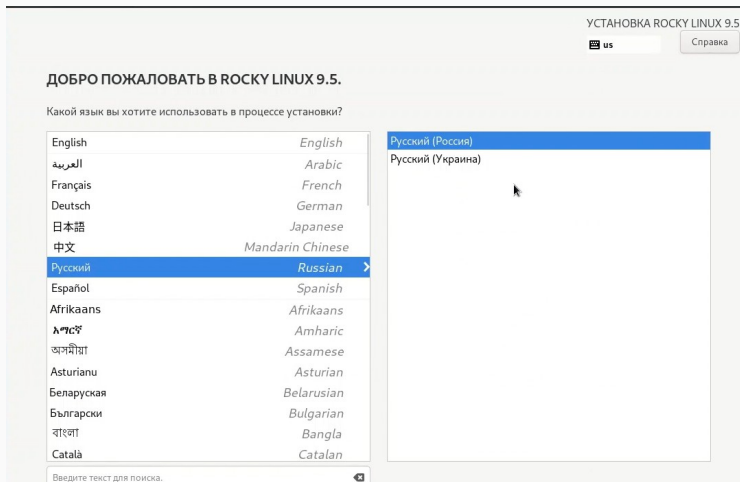 УСТАНОВКА ROCKY LINUX 9.5
us
Справка
ДОБРО ПОЖАЛОВАТЬ В ROCKY LINUX 9.5.
Какой язык вы хотите использовать в процессе установки?
English English
العربية Arabic
Français French
Deutsch German
日本語 Japanese
中文 Mandarin Chinese
Русский Russian
Español Spanish
Afrikaans Afrikaans
አማርኛ Amharic
অসমীয়া Assamese
Asturianu Asturian
Беларуская Belarusian
Български Bulgarian
বাংলা Bangla
Català Catalan
Русский (Россия)
Русский (Украина)
Введите текст для поиска.